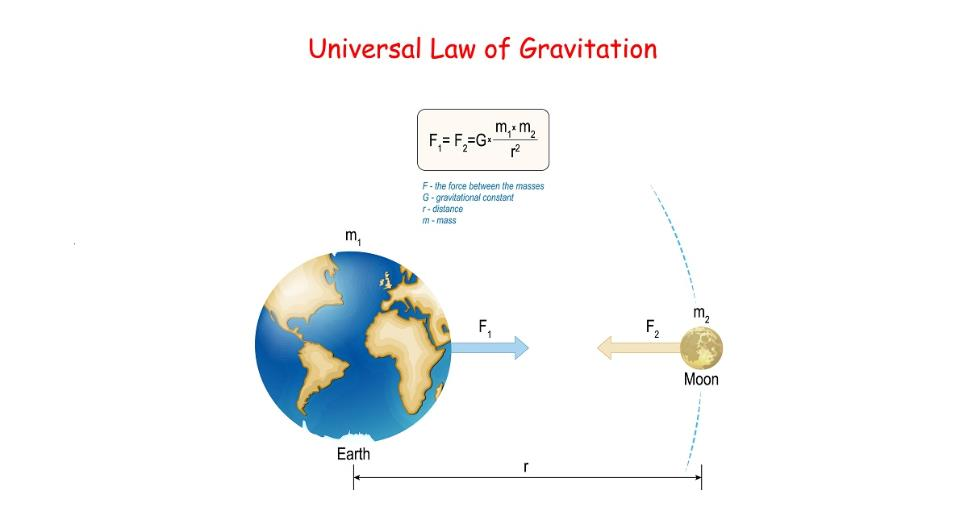 Universal Law of Gravitation
F₁= F₂=G× m₁× m₂ / r²
F - the force between the masses
G - gravitational constant
r - distance
m - mass
m₁
m₂
F₁
F₂
Moon
Earth
r